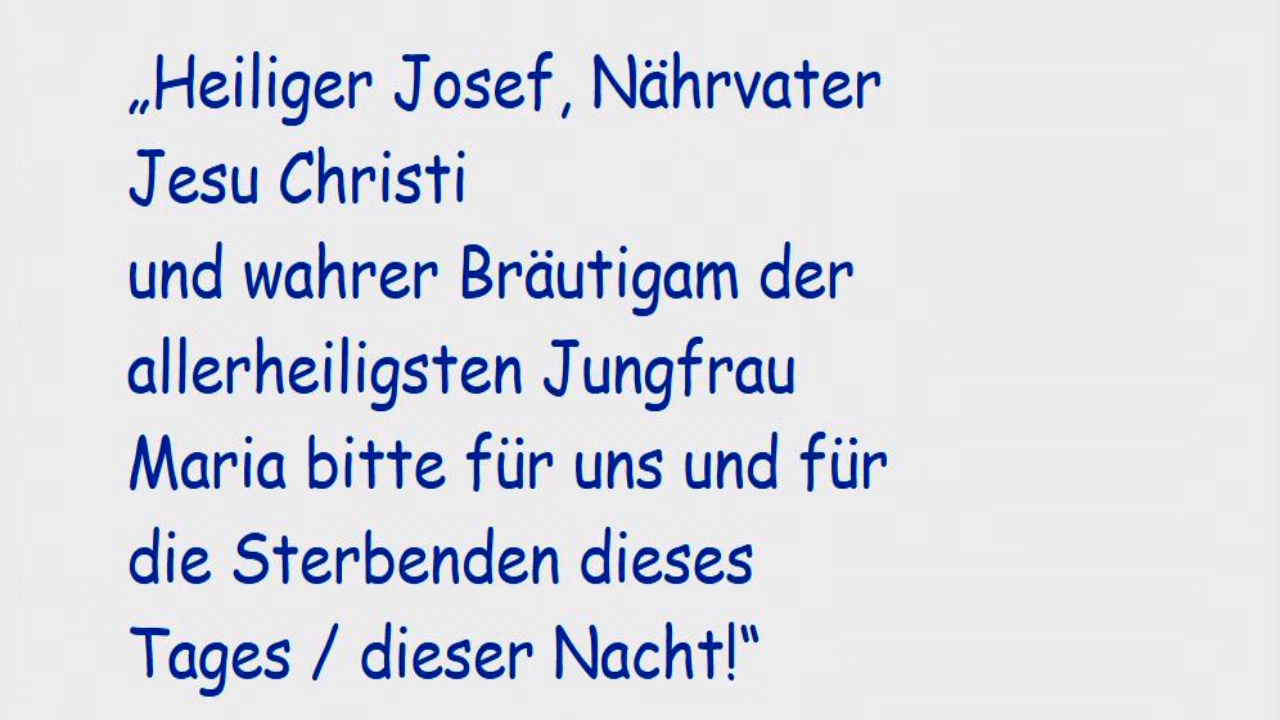 „Heiliger Josef, Nährvater
Jesu Christi
und wahrer Bräutigam der
allerheiligsten Jungfrau
Maria bitte für uns und für
die Sterbenden dieses
Tages / dieser Nacht!“